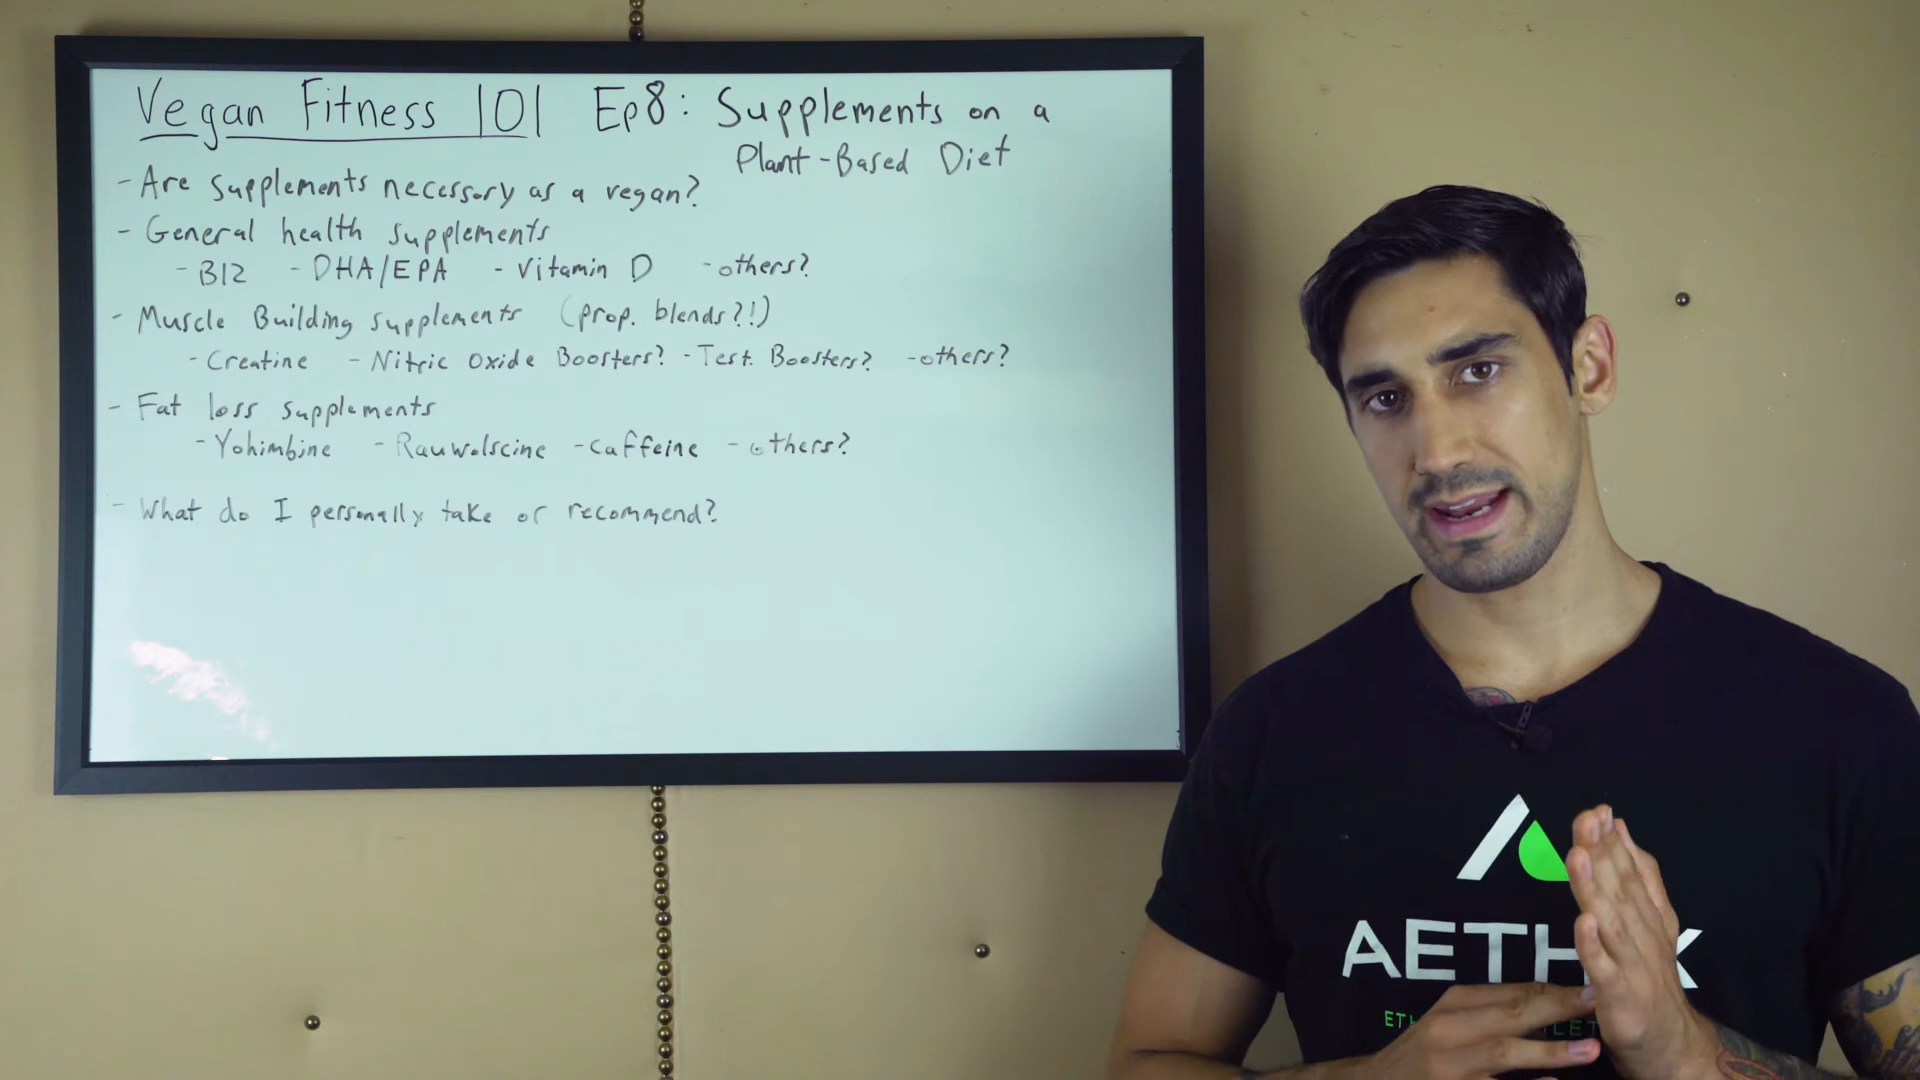 Vegan Fitness 101 Ep8: Supplements on a
Plant-Based Diet
- Are supplements necessary as a vegan?
- General health supplements
- B12 - DHA/EPA - Vitamin D - others?
- Muscle Building supplements (prop. blends?!)
- Creatine - Nitric Oxide Boosters? - Test. Boosters? - others?
- Fat loss supplements
- Yohimbine - Rauwolscine - caffeine - others?
- What do I personally take or recommend?